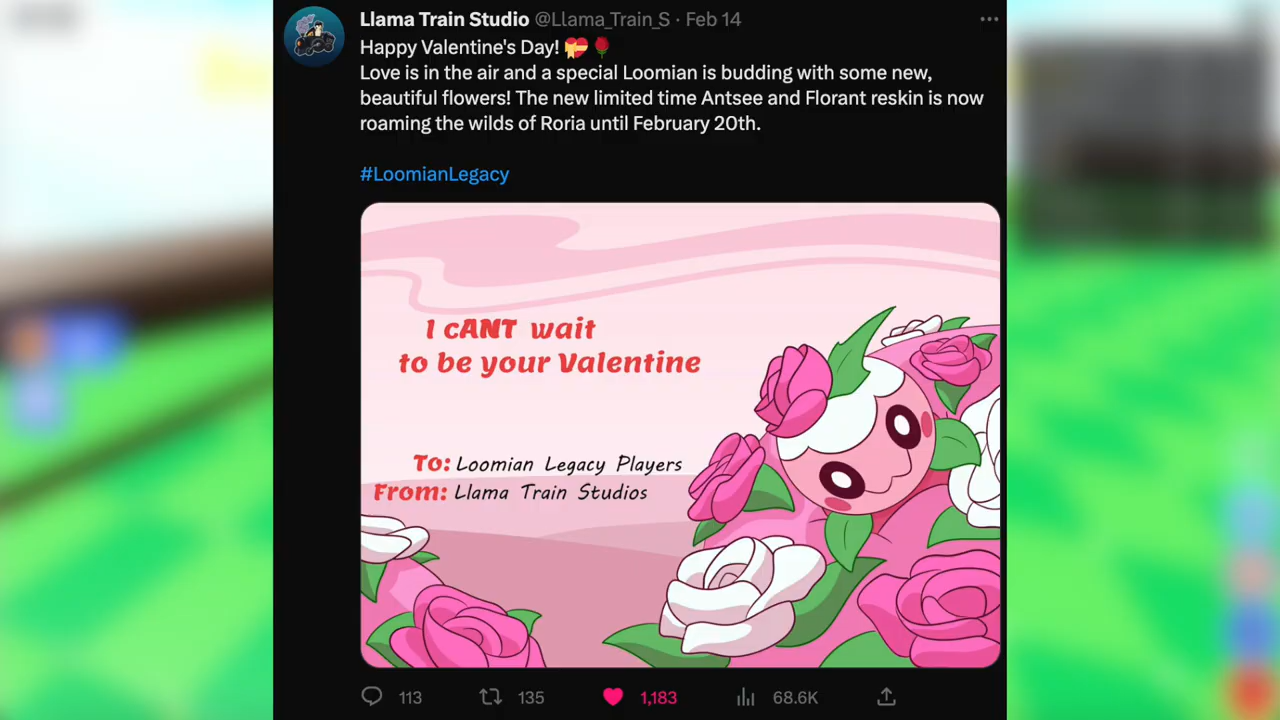 Llama Train Studio @Llama_Train_S · Feb 14
Happy Valentine's Day! 💝🌹
Love is in the air and a special Loomian is budding with some new,
beautiful flowers! The new limited time Antsee and Florant reskin is now
roaming the wilds of Roria until February 20th.
#LoomianLegacy
I cANT wait
to be your Valentine
To: Loomian Legacy Players
From: Llama Train Studios
113 135 1,183 68.6K